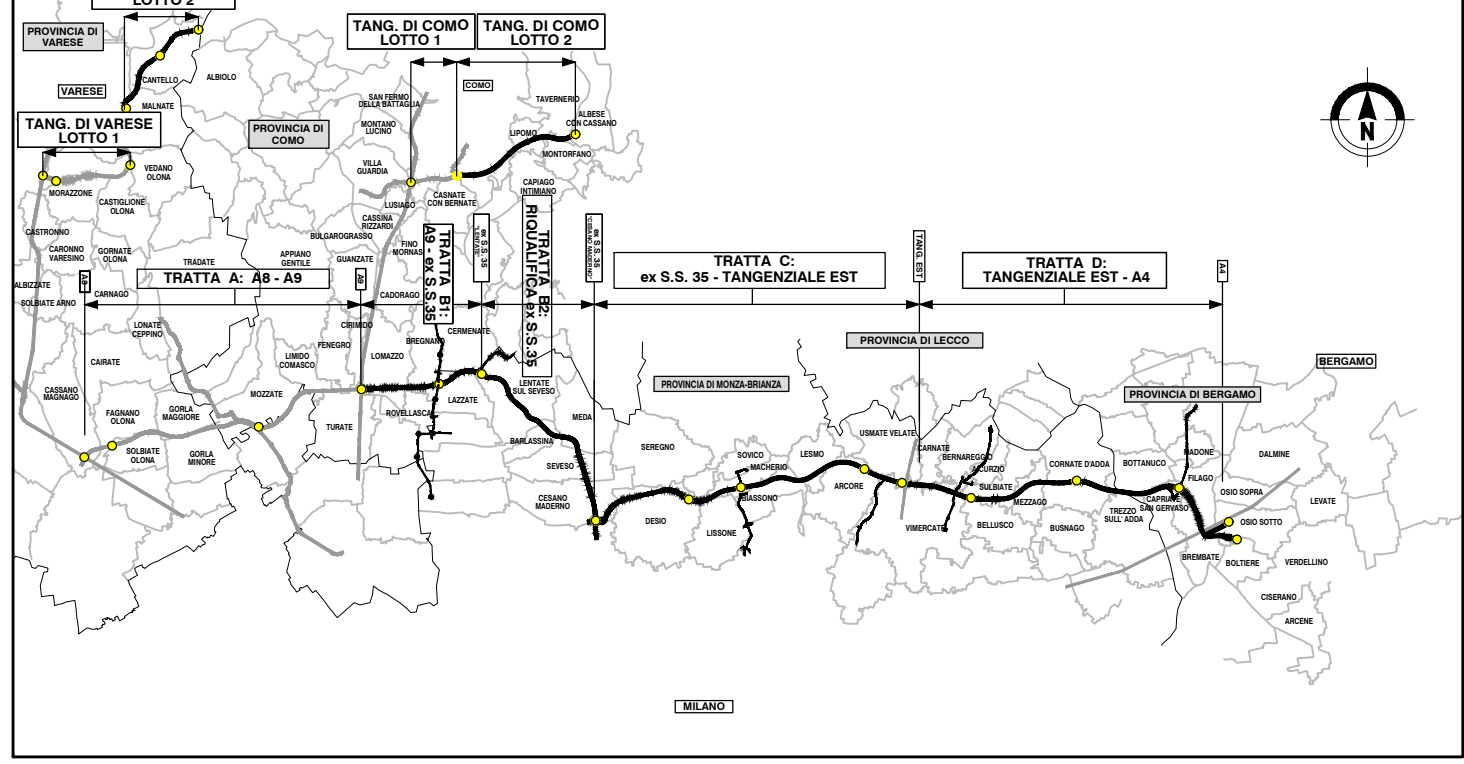 LOTTO 2
PROVINCIA DI
VARESE
TANG. DI COMO
LOTTO 1
TANG. DI COMO
LOTTO 2
CANTELLO
ALBIOLO
VARESE
MALNATE
COMO
SAN FERMO
DELLA BATTAGLIA
TAVERNERIO
ALBESE
CON CASSANO
TANG. DI VARESE
LOTTO 1
PROVINCIA DI
COMO
MONTANO
LUCINO
LIPOMO
MONTORFANO
N
VEDANO
OLONA
VILLA
GUARDIA
MORAZZONE
CASTIGLIONE
OLONA
LUSIAGO
CASNATE
CON BERNATE
CAPIAGO
INTIMIANO
CASSINA
RIZZARDI
CASTRONNO
BULGAROGRASSO
FINO
MORNAS
CARONNO
VARESINO
GORNATE
OLONA
TRADATE
APPIANO
GENTILE
GUANZATE
TRATTA B1:
A9 - ex S.S.35
ex S.S. 35
"LENTATE"
TRATTA B2:
RIQUALIFICA ex S.S.35
ex S.S. 35
"CESANO MADERNO"
TANG. EST
A4
A8
A9
TRATTA A: A8 - A9
TRATTA C:
ex S.S. 35 - TANGENZIALE EST
TRATTA D:
TANGENZIALE EST - A4
ALBIZZATE
SOLBIATE ARNO
CARNAGO
CADORAGO
LONATE
CEPPINO
CIRIMIDO
CERMENATE
FENEGRO
BREGNANO
PROVINCIA DI LECCO
CAIRATE
LIMIDO
COMASCO
LOMAZZO
BERGAMO
CASSANO
MAGNAGO
MOZZATE
LENTATE
SUL SEVESO
PROVINCIA DI MONZA-BRIANZA
PROVINCIA DI BERGAMO
LAZZATE
FAGNANO
OLONA
GORLA
MAGGIORE
ROVELLASCA
TURATE
MEDA
BARLASSINA
SEREGNO
USMATE VELATE
SOLBIATE
OLONA
GORLA
MINORE
SEVESO
SOVICO
MACHERIO
LESMO
CARNATE
BERNAREGGIO
AICURZIO
CORNATE D'ADDA
BOTTANUCO
MADONE
DALMINE
FILAGO
ARCORE
SULBIATE
OSIO SOPRA
CESANO
MADERNO
BIASSONO
MEZZAGO
CAPRIATE
SAN GERVASO
LEVATE
DESIO
LISSONE
VIMERCATE
BELLUSCO
BUSNAGO
TREZZO
SULL' ADDA
OSIO SOTTO
BREMBATE
BOLTIERE
VERDELLINO
CISERANO
ARCENE
MILANO